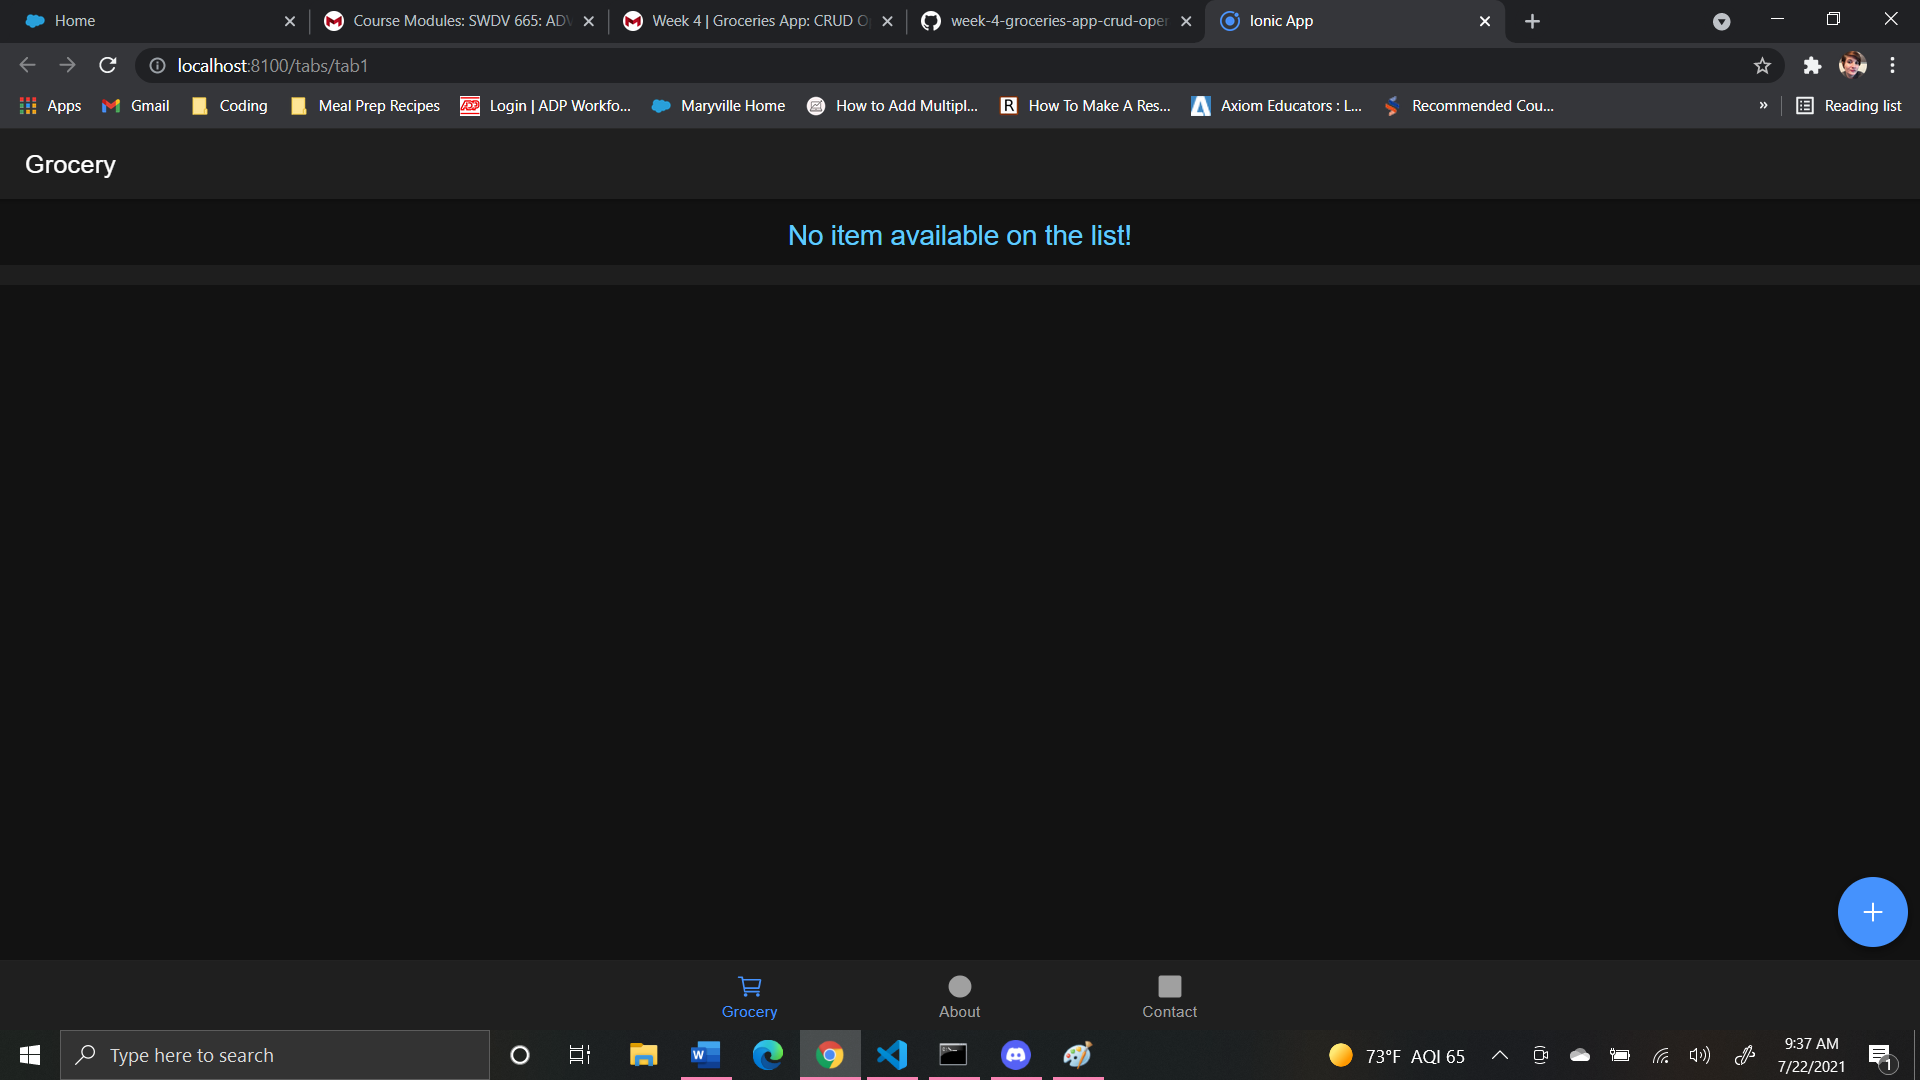 Home
Course Modules: SWDV 665: ADV
Week 4 | Groceries App: CRUD O
week-4-groceries-app-crud-oper
Ionic App
localhost:8100/tabs/tab1
Apps
Gmail
Coding
Meal Prep Recipes
ADP
Login | ADP Workfo...
Maryville Home
How to Add Multipl...
R
How To Make A Res...
Axiom Educators : L...
Recommended Cou...
»
Reading list
Grocery
No item available on the list!
Grocery
About
Contact
Type here to search
73°F AQI 65
9:37 AM
7/22/2021
1